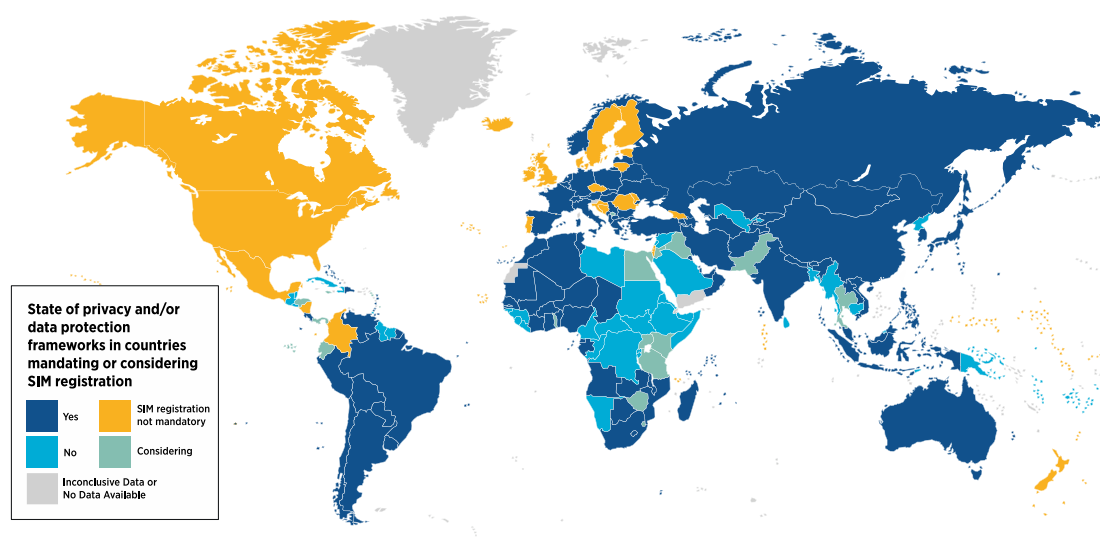 State of privacy and/or
data protection
frameworks in countries
mandating or considering
SIM registration
Yes
SIM registration
not mandatory
No
Considering
Inconclusive Data or
No Data Available